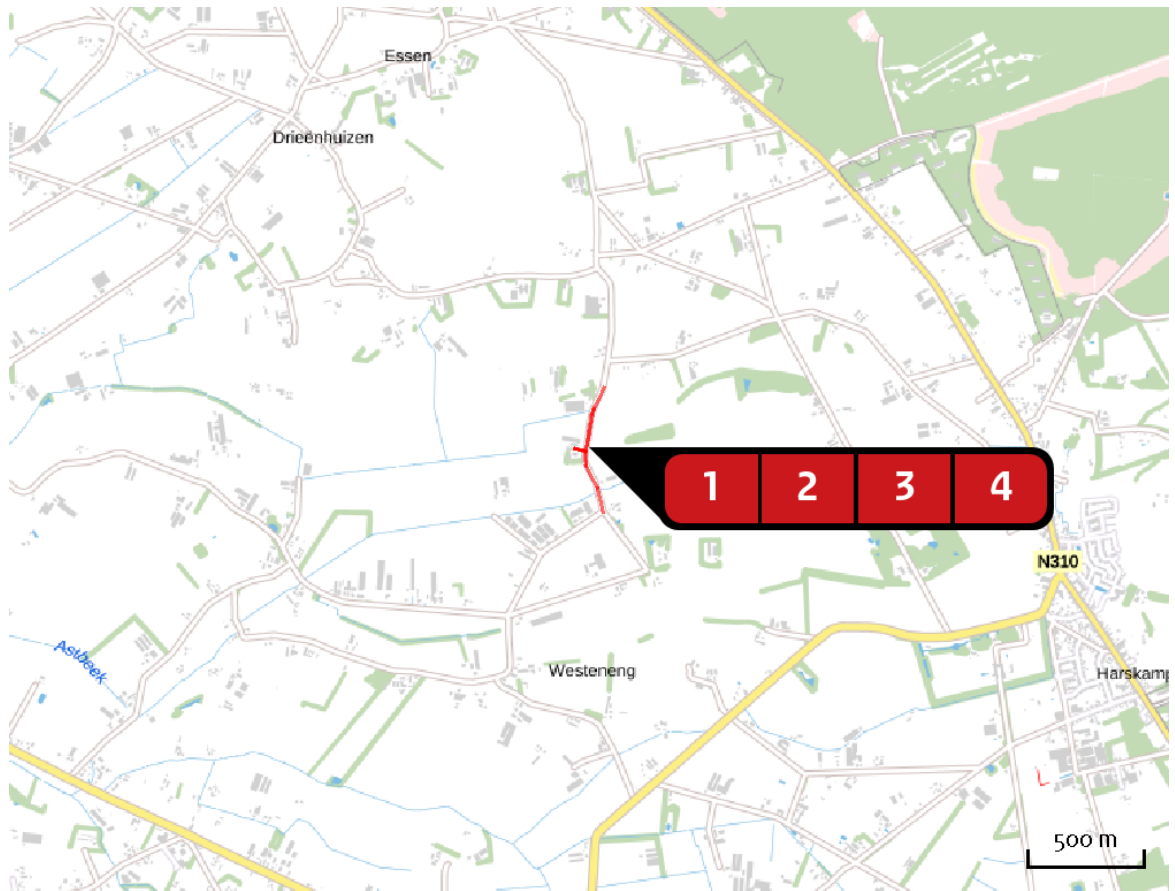 Essen
Drieënhuizen
1 2 3 4
N310
Astbeek
Westeneng
Harskamp
500 m